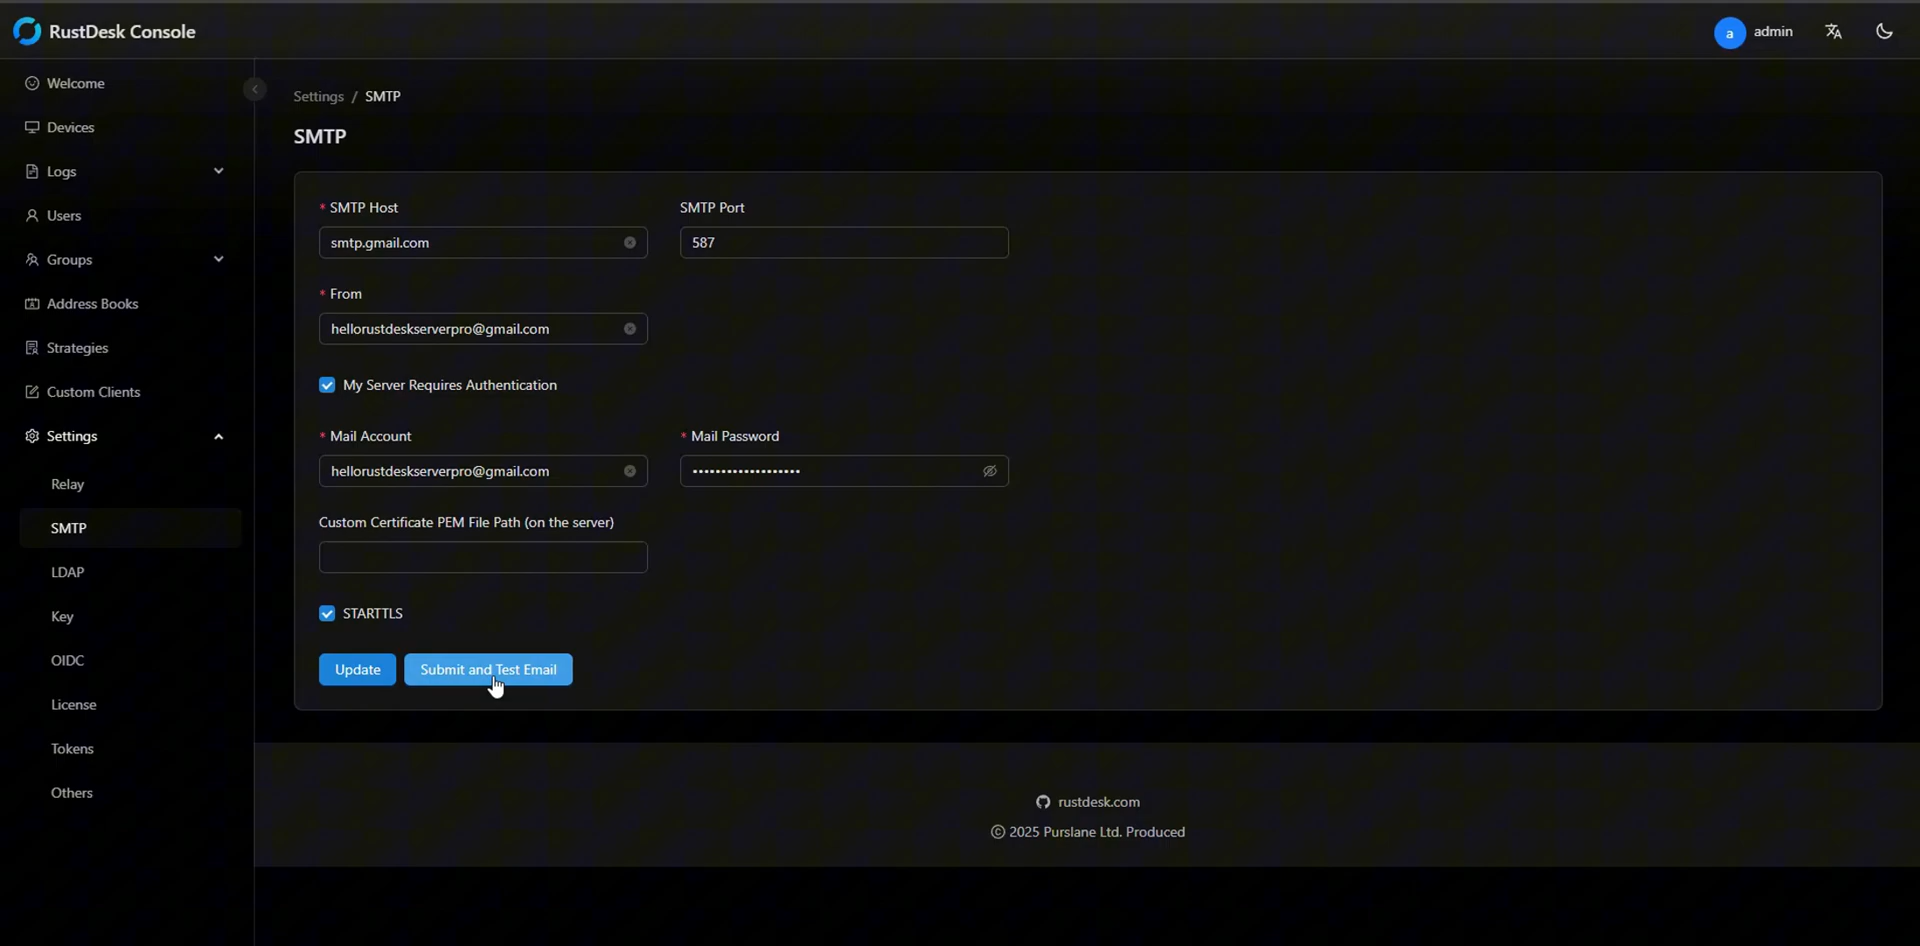 RustDesk Console
a admin
Welcome
Devices
Logs
Users
Groups
Address Books
Strategies
Custom Clients
Settings
Relay
SMTP
LDAP
Key
OIDC
License
Tokens
Others
Settings / SMTP
SMTP
* SMTP Host
smtp.gmail.com
SMTP Port
587
* From
hellorustdeskserverpro@gmail.com
My Server Requires Authentication
* Mail Account
hellorustdeskserverpro@gmail.com
* Mail Password
•••••••••••••••••••
Custom Certificate PEM File Path (on the server)
STARTTLS
Update
Submit and Test Email
rustdesk.com
© 2025 Purslane Ltd. Produced